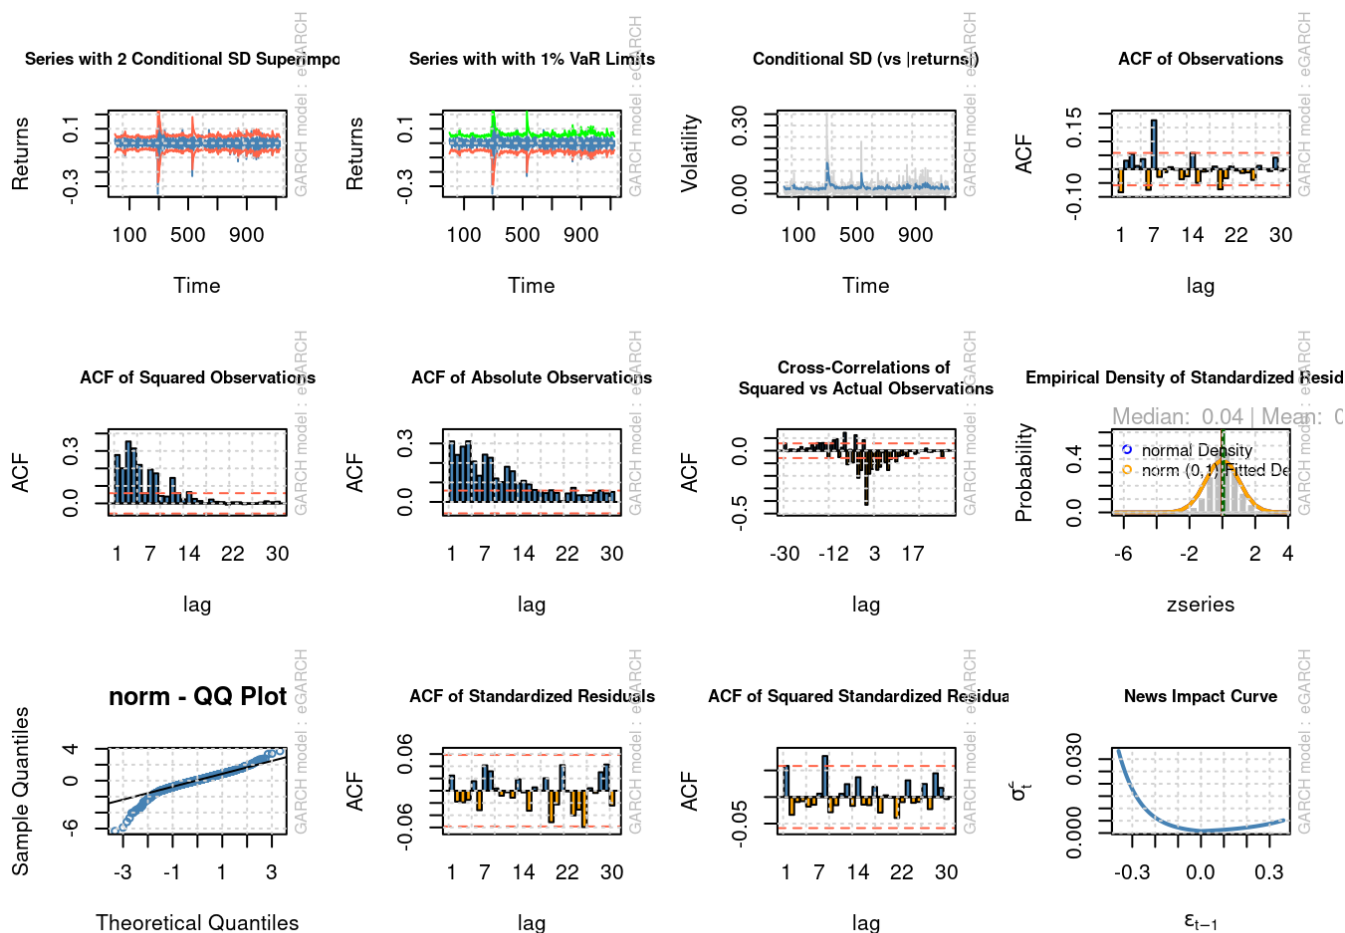 Series with 2 Conditional SD Superimpo
Returns
0.1
-0.3
100 500 900
Time
GARCH model : eGARCH
Series with with 1% VaR Limits
Returns
0.1
-0.3
100 500 900
Time
GARCH model : eGARCH
Conditional SD (vs |returns|)
Volatility
0.30
0.00
100 500 900
Time
GARCH model : eGARCH
ACF of Observations
ACF
0.15
-0.10
1 7 14 22 30
lag
GARCH model : eGARCH
ACF of Squared Observations
ACF
0.3
0.0
1 7 14 22 30
lag
GARCH model : eGARCH
ACF of Absolute Observations
ACF
0.3
0.0
1 7 14 22 30
lag
GARCH model : eGARCH
Cross-Correlations of
Squared vs Actual Observations
ACF
0.0
-0.5
-30 -12 3 17
lag
GARCH model : eGARCH
Empirical Density of Standardized Resid
Median: 0.04 | Mean: 0
Probability
0.4
0.0
normal Density
norm (0,1) Fitted De
-6 -2 2 4
zseries
GARCH model : eGARCH
norm - QQ Plot
Sample Quantiles
4
0
-6
-3 -1 1 3
Theoretical Quantiles
GARCH model : eGARCH
ACF of Standardized Residuals
ACF
0.06
-0.06
1 7 14 22 30
lag
GARCH model : eGARCH
ACF of Squared Standardized Residua
ACF
-0.05
1 7 14 22 30
lag
GARCH model : eGARCH
News Impact Curve
0.030
0.000
-0.3 0.0 0.3
εt−1
GARCH model : eGARCH